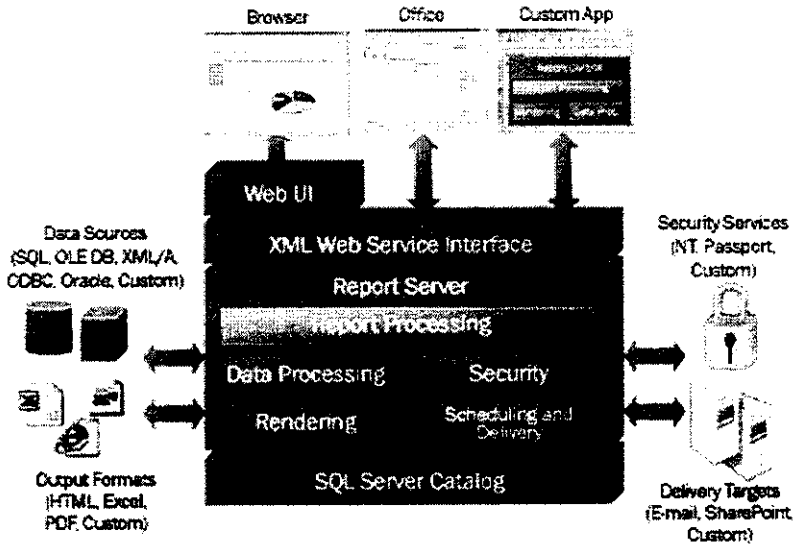 Browser
Office
Custom App
Web UI
XML Web Service Interface
Report Server
Report Processing
Data Processing
Security
Rendering
Scheduling and
Delivery
SQL Server Catalog
Data Sources
(SQL, OLE DB, XML/A,
ODBC, Oracle, Custom)
Output Formats
(HTML, Excel,
PDF, Custom)
Security Services
(NT, Passport,
Custom)
Delivery Targets
(E-mail, SharePoint,
Custom)